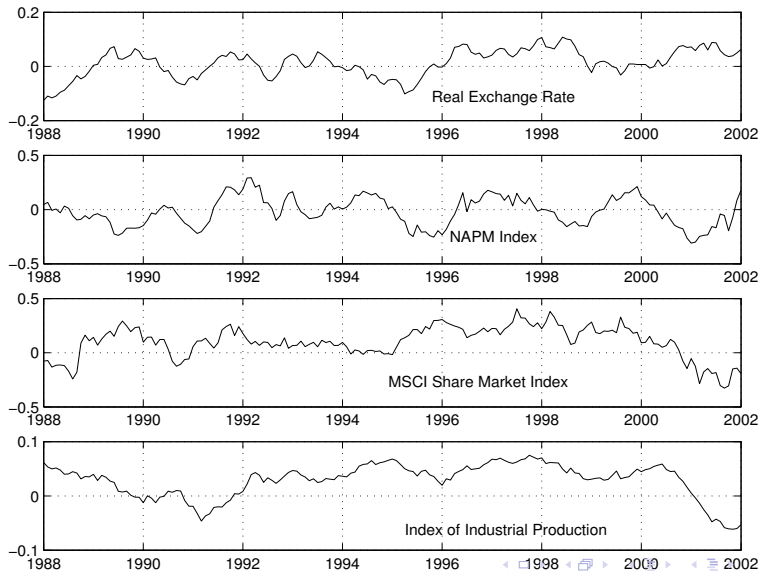 0.2
0
−0.2
1988 1990 1992 1994 1996 1998 2000 2002
Real Exchange Rate
0.5
0
−0.5
1988 1990 1992 1994 1996 1998 2000 2002
NAPM Index
0.5
0
−0.5
1988 1990 1992 1994 1996 1998 2000 2002
MSCI Share Market Index
0.1
0
−0.1
1988 1990 1992 1994 1996 1998 2000 2002
Index of Industrial Production